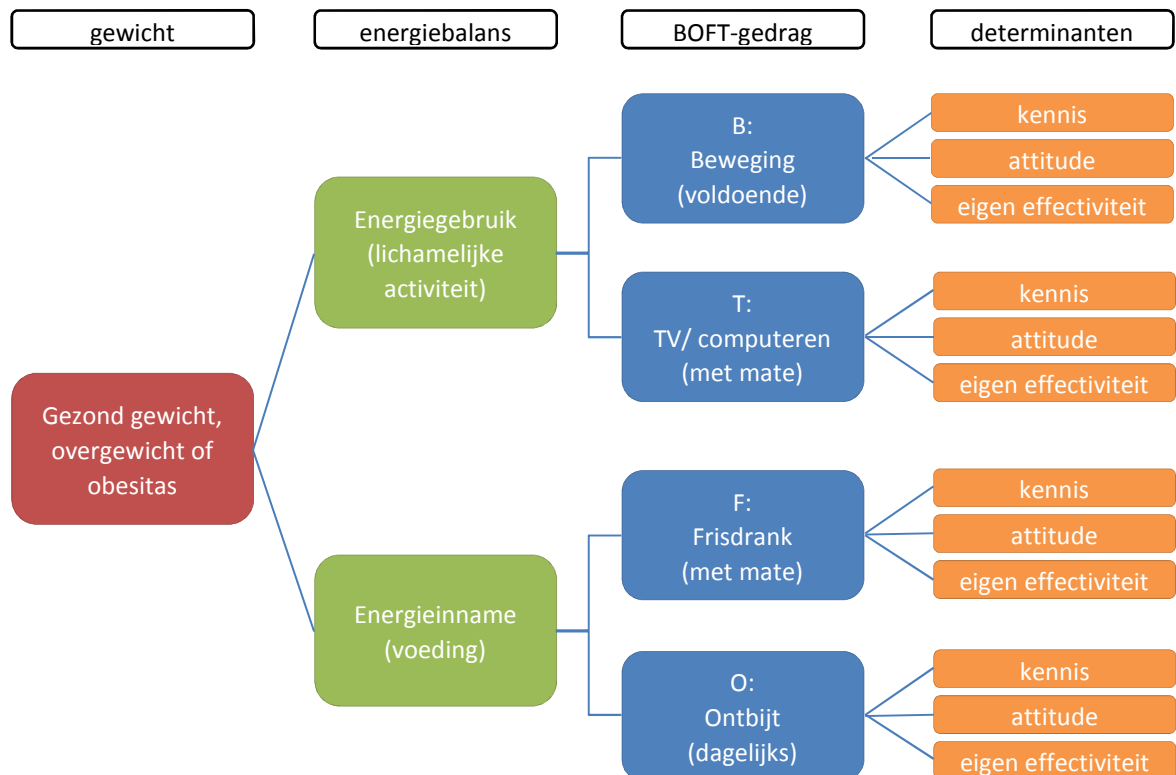 gewicht
energiebalans
BOFT-gedrag
determinanten
Gezond gewicht,
overgewicht of
obesitas
Energiegebruik
(lichamelijke
activiteit)
Energieinname
(voeding)
B:
Beweging
(voldoende)
kennis
attitude
eigen effectiviteit
T:
TV/ computeren
(met mate)
kennis
attitude
eigen effectiviteit
F:
Frisdrank
(met mate)
kennis
attitude
eigen effectiviteit
O:
Ontbijt
(dagelijks)
kennis
attitude
eigen effectiviteit